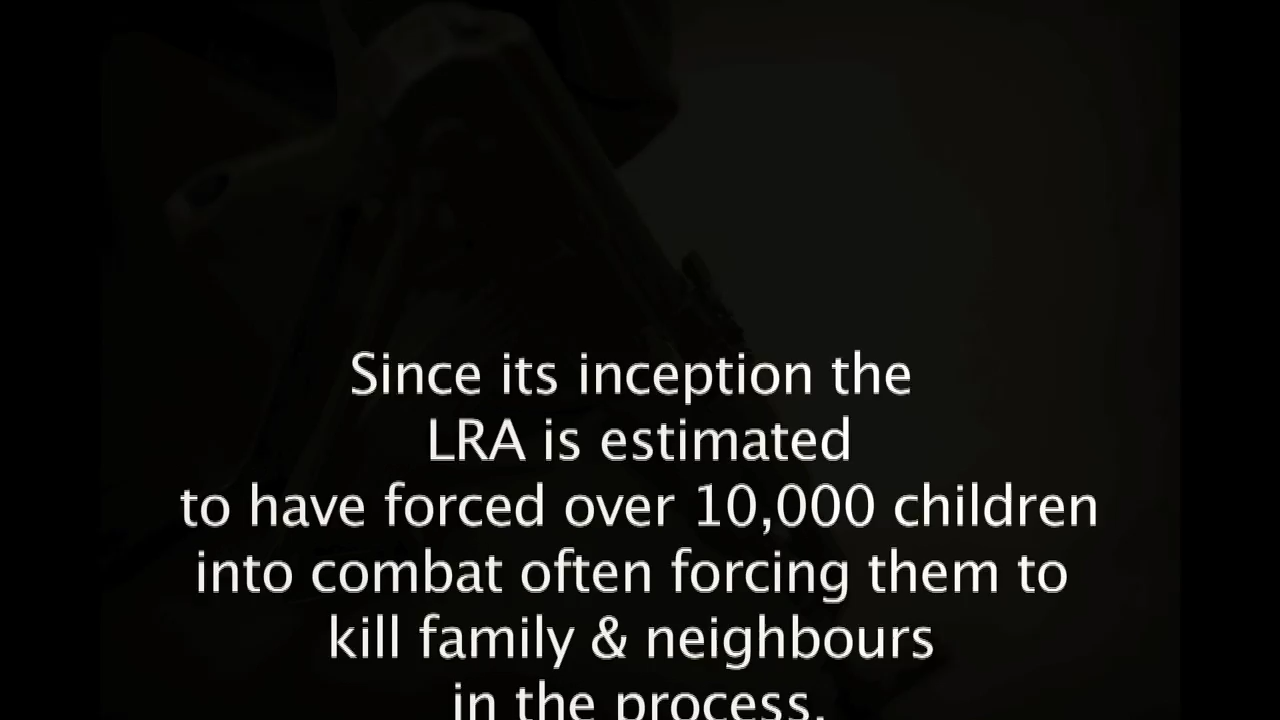 Since its inception the
LRA is estimated
to have forced over 10,000 children
into combat often forcing them to
kill family & neighbours
in the process.